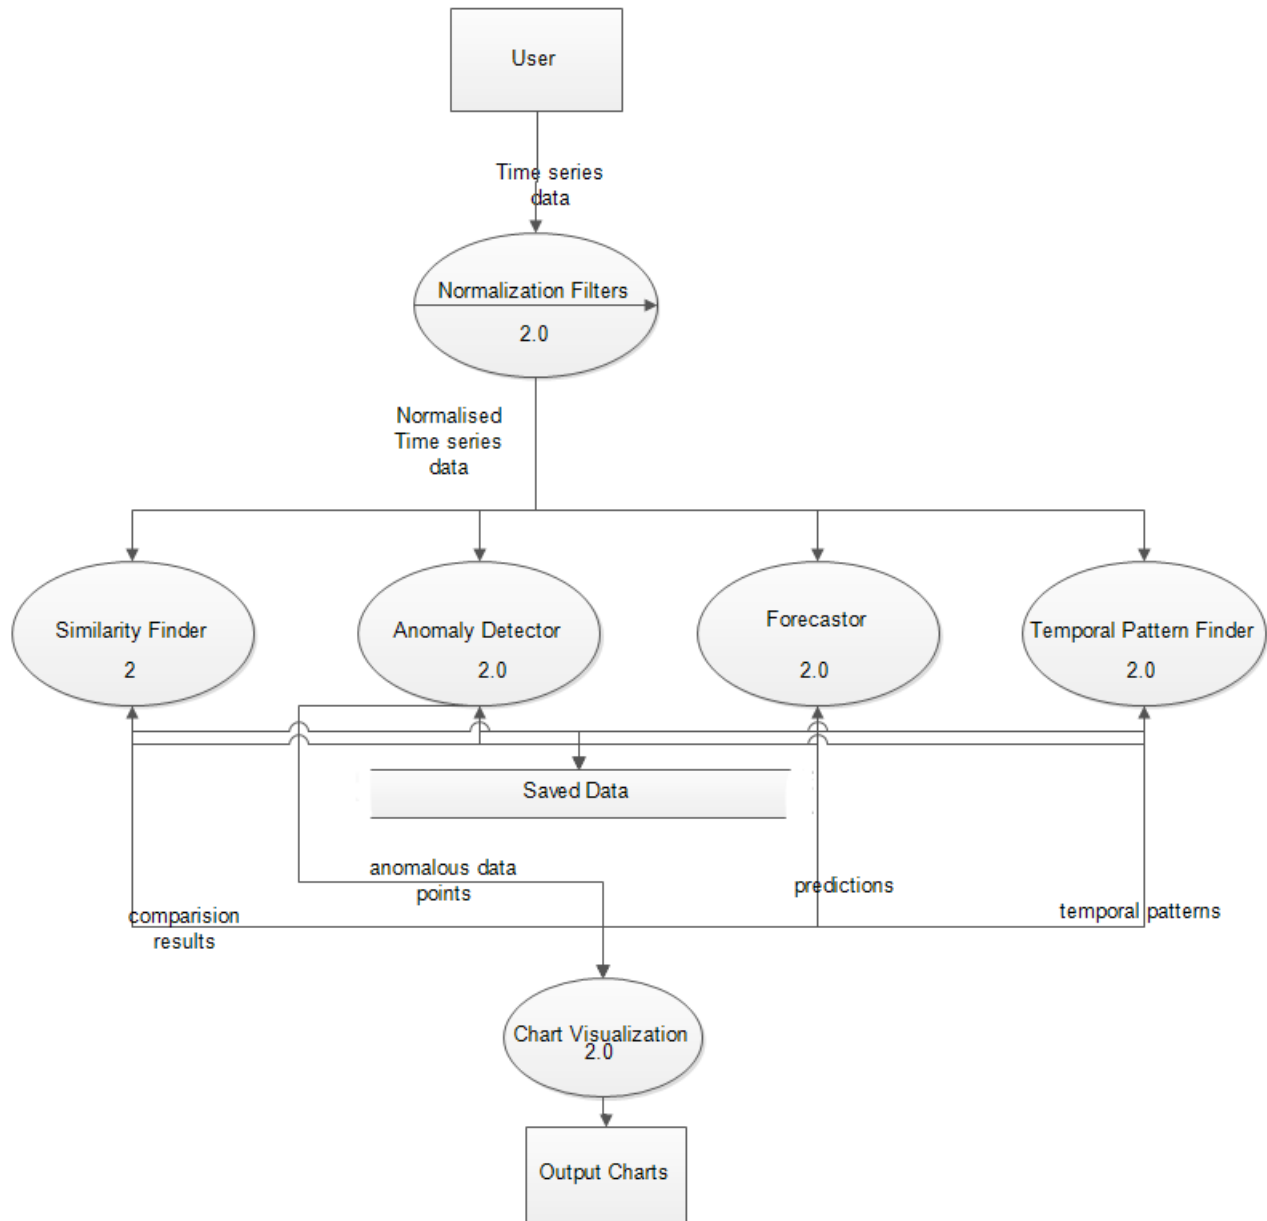 User
Time series
data
Normalization Filters
2.0
Normalised
Time series
data
Similarity Finder
2
Anomaly Detector
2.0
Forecastor
2.0
Temporal Pattern Finder
2.0
Saved Data
anomalous data
points
predictions
comparision
results
temporal patterns
Chart Visualization
2.0
Output Charts